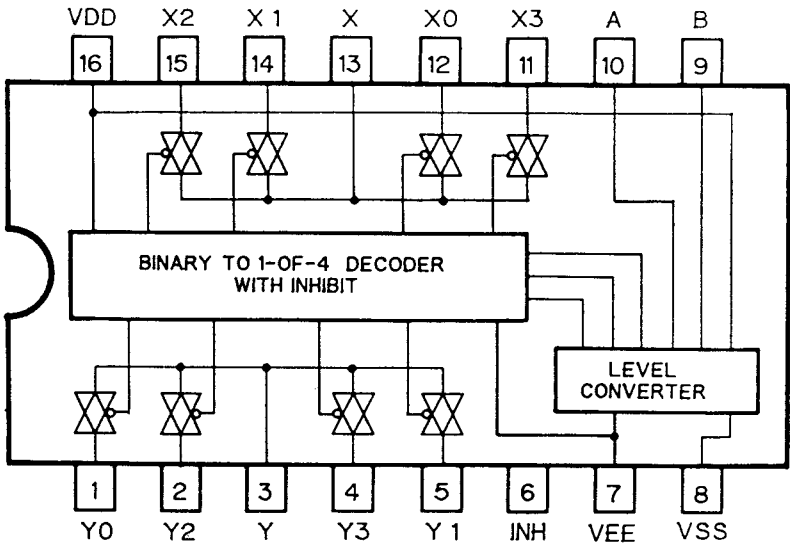 VDD X2 X1 X X0 X3 A B
16 15 14 13 12 11 10 9
BINARY TO 1-OF-4 DECODER
WITH INHIBIT
LEVEL
CONVERTER
1 2 3 4 5 6 7 8
Y0 Y2 Y Y3 Y1 INH VEE VSS